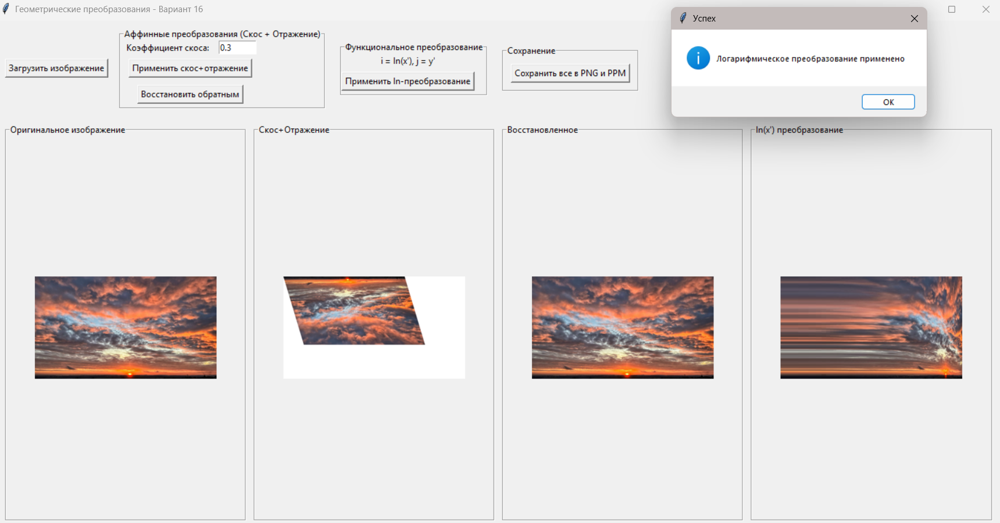 Геометрические преобразования - Вариант 16
Успех
Логарифмическое преобразование применено
OK
Загрузить изображение
Аффинные преобразования (Скос + Отражение)
Коэффициент скоса: 0.3
Применить скос+отражение
Восстановить обратным
Функциональное преобразование
i = ln(x'), j = y'
Применить ln-преобразование
Сохранение
Сохранить все в PNG и PPM
Оригинальное изображение
Скос+Отражение
Восстановленное
ln(x') преобразование